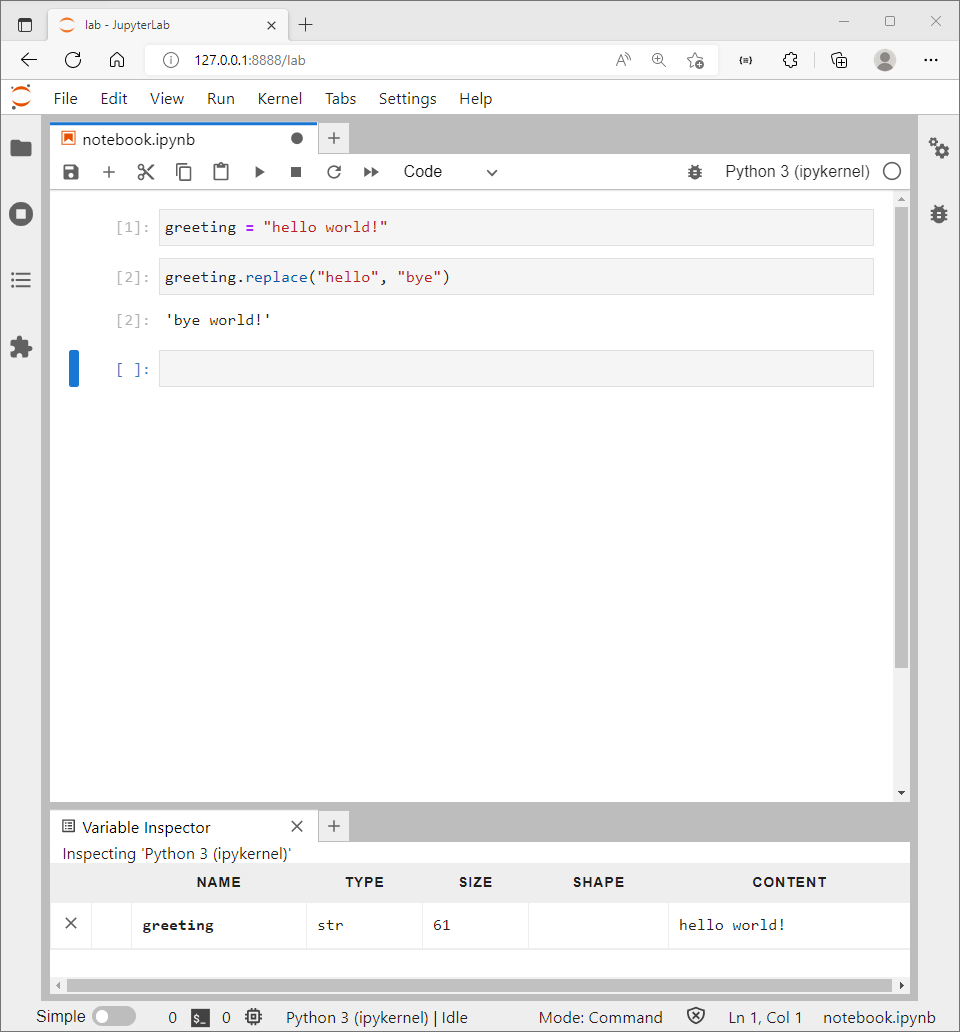 lab - JupyterLab
127.0.0.1:8888/lab
File Edit View Run Kernel Tabs Settings Help
notebook.ipynb
Code Python 3 (ipykernel)
[1]: greeting = "hello world!"
[2]: greeting.replace("hello", "bye")
[2]: 'bye world!'
[ ]:
Variable Inspector
Inspecting 'Python 3 (ipykernel)'
NAME TYPE SIZE SHAPE CONTENT
greeting str 61 hello world!
Simple 0 $_ 0 Python 3 (ipykernel) | Idle Mode: Command Ln 1, Col 1 notebook.ipynb